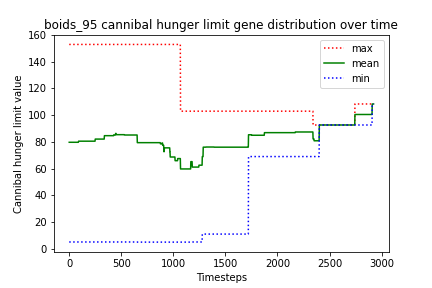 boids_95 cannibal hunger limit gene distribution over time
160
140
120
100
80
60
40
20
0
Cannibal hunger limit value
max
mean
min
0 500 1000 1500 2000 2500 3000
Timesteps